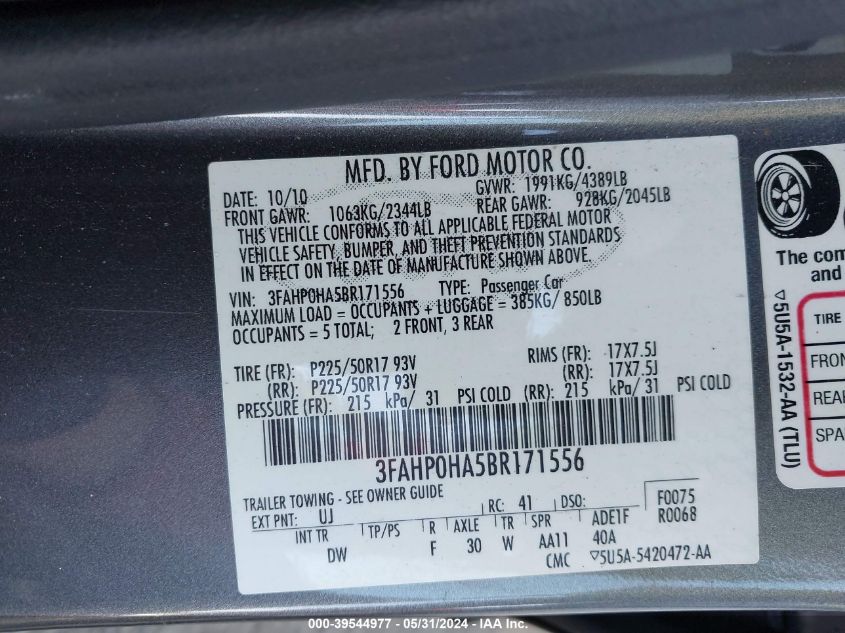 MFD. BY FORD MOTOR CO.
DATE: 10/10 GVWR: 1991KG/4389LB
FRONT GAWR: 1063KG/2344LB REAR GAWR: 928KG/2045LB
THIS VEHICLE CONFORMS TO ALL APPLICABLE FEDERAL MOTOR
VEHICLE SAFETY, BUMPER, AND THEFT PREVENTION STANDARDS
IN EFFECT ON THE DATE OF MANUFACTURE SHOWN ABOVE.
VIN: 3FAHP0HA5BR171556 TYPE: Passenger Car
MAXIMUM LOAD = OCCUPANTS + LUGGAGE = 385KG/ 850LB
OCCUPANTS = 5 TOTAL; 2 FRONT, 3 REAR
TIRE (FR): P225/50R17 93V RIMS (FR): 17X7.5J
(RR): P225/50R17 93V (RR): 17X7.5J
PRESSURE (FR): 215 kPa/ 31 PSI COLD (RR): 215 kPa/ 31 PSI COLD
3FAHP0HA5BR171556
TRAILER TOWING - SEE OWNER GUIDE
EXT PNT: UJ RC: 41 DSO: F0075
R0068
INT TR TP/PS R AXLE TR SPR ADE1F
DW F 30 W AA11 40A
CMC ▽5U5A-5420472-AA
The com
and
▽5U5A-1532-AA (TLU)
TIRE
FRON
REAR
SPA
000-39544977 - 05/31/2024 - IAA Inc.